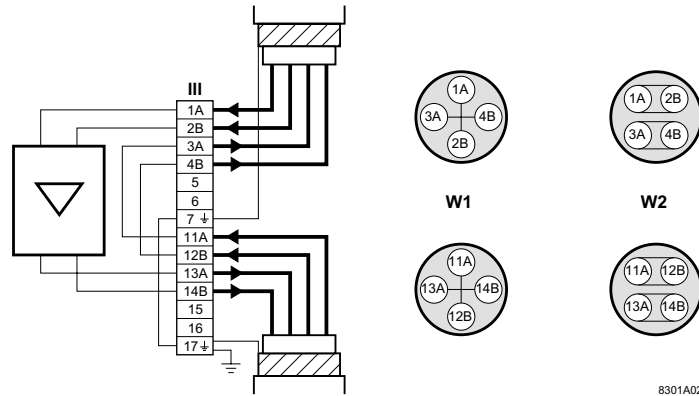 III
1A
2B
3A
4B
5
6
7
11A
12B
13A
14B
15
16
17
1A
3A 4B
2B
1A 2B
3A 4B
W1 W2
11A
13A 14B
12B
11A 12B
13A 14B
8301A02